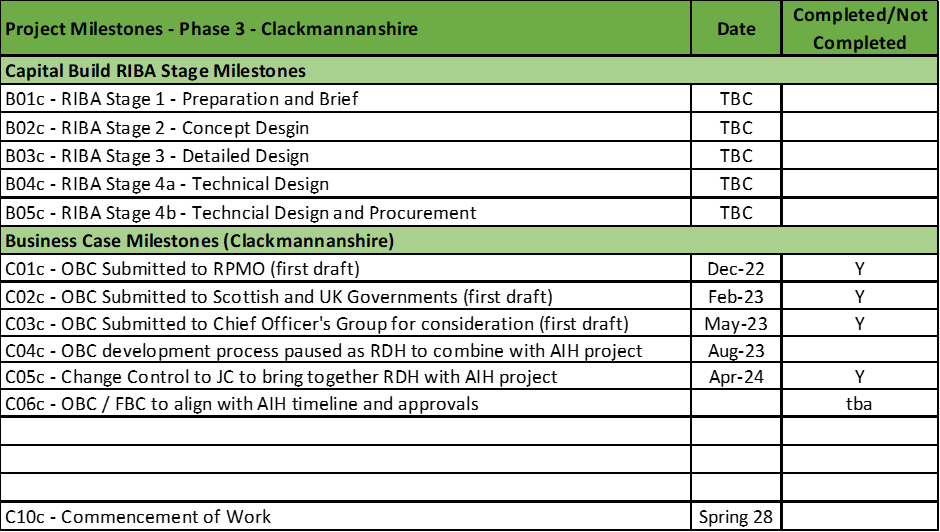 Project Milestones - Phase 3 - Clackmannanshire Date Completed/Not Completed
Capital Build RIBA Stage Milestones
B01c - RIBA Stage 1 - Preparation and Brief TBC
B02c - RIBA Stage 2 - Concept Desgin TBC
B03c - RIBA Stage 3 - Detailed Design TBC
B04c - RIBA Stage 4a - Technical Design TBC
B05c - RIBA Stage 4b - Techncial Design and Procurement TBC
Business Case Milestones (Clackmannanshire)
C01c - OBC Submitted to RPMO (first draft) Dec-22 Y
C02c - OBC Submitted to Scottish and UK Governments (first draft) Feb-23 Y
C03c - OBC Submitted to Chief Officer's Group for consideration (first draft) May-23 Y
C04c - OBC development process paused as RDH to combine with AIH project Aug-23
C05c - Change Control to JC to bring together RDH with AIH project Apr-24 Y
C06c - OBC / FBC to align with AIH timeline and approvals tba
C10c - Commencement of Work Spring 28